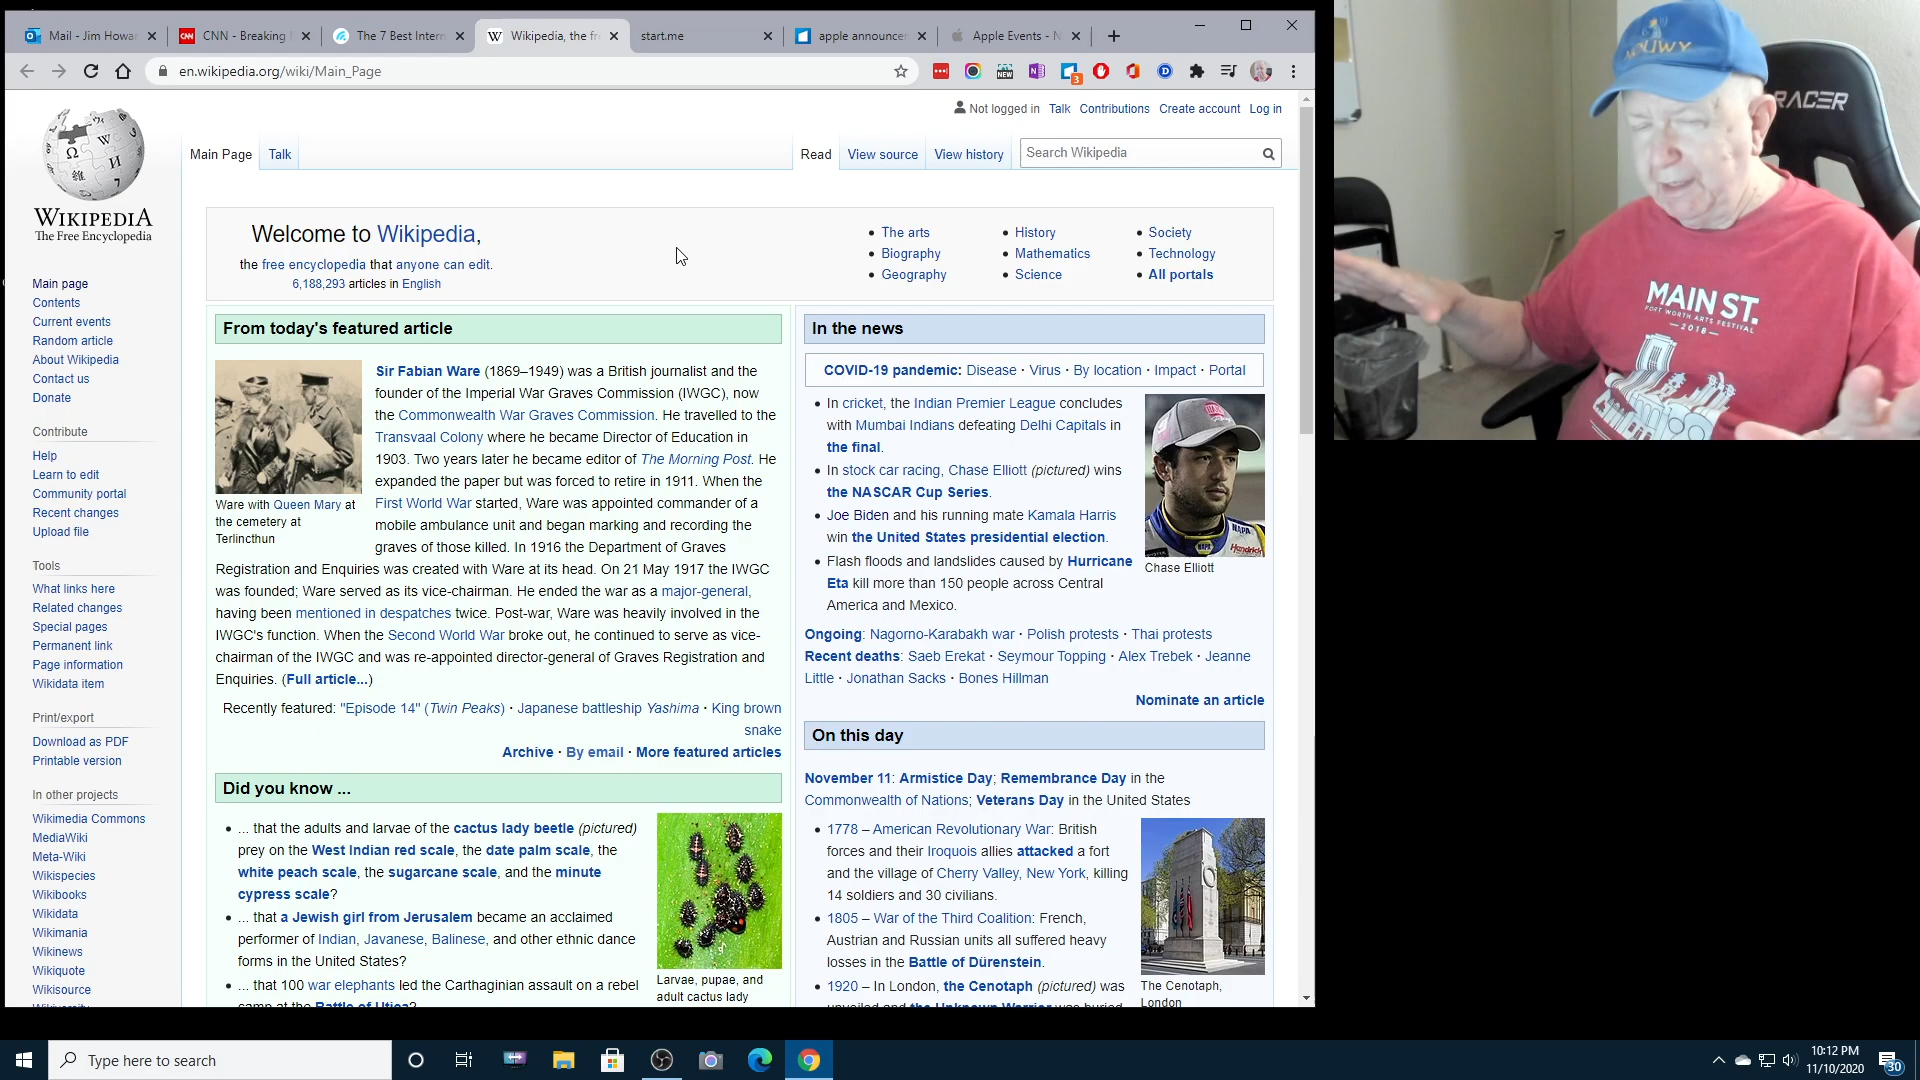 Mail - Jim Howar
CNN - Breaking
The 7 Best Intern
Wikipedia, the fr
start.me
apple announcer
Apple Events - N
en.wikipedia.org/wiki/Main_Page
NEW
3
Not logged in Talk Contributions Create account Log in
WIKIPEDIA
The Free Encyclopedia
Main Page Talk
Read View source View history
Search Wikipedia
Main page
Contents
Current events
Random article
About Wikipedia
Contact us
Donate
Contribute
Help
Learn to edit
Community portal
Recent changes
Upload file
Tools
What links here
Related changes
Special pages
Permanent link
Page information
Wikidata item
Print/export
Download as PDF
Printable version
In other projects
Wikimedia Commons
MediaWiki
Meta-Wiki
Wikispecies
Wikibooks
Wikidata
Wikimania
Wikinews
Wikiquote
Wikisource
Wikiversity
Welcome to Wikipedia,
the free encyclopedia that anyone can edit.
6,188,293 articles in English
The arts
Biography
Geography
History
Mathematics
Science
Society
Technology
All portals
From today's featured article
Ware with Queen Mary at
the cemetery at
Terlincthun
Sir Fabian Ware (1869–1949) was a British journalist and the
founder of the Imperial War Graves Commission (IWGC), now
the Commonwealth War Graves Commission. He travelled to the
Transvaal Colony where he became Director of Education in
1903. Two years later he became editor of The Morning Post. He
expanded the paper but was forced to retire in 1911. When the
First World War started, Ware was appointed commander of a
mobile ambulance unit and began marking and recording the
graves of those killed. In 1916 the Department of Graves
Registration and Enquiries was created with Ware at its head. On 21 May 1917 the IWGC
was founded; Ware served as its vice-chairman. He ended the war as a major-general,
having been mentioned in despatches twice. Post-war, Ware was heavily involved in the
IWGC's function. When the Second World War broke out, he continued to serve as vice-
chairman of the IWGC and was re-appointed director-general of Graves Registration and
Enquiries. (Full article...)
Recently featured: "Episode 14" (Twin Peaks) · Japanese battleship Yashima · King brown
snake
Archive · By email · More featured articles
Did you know ...
... that the adults and larvae of the cactus lady beetle (pictured)
prey on the West Indian red scale, the date palm scale, the
white peach scale, the sugarcane scale, and the minute
cypress scale?
... that a Jewish girl from Jerusalem became an acclaimed
performer of Indian, Javanese, Balinese, and other ethnic dance
forms in the United States?
... that 100 war elephants led the Carthaginian assault on a rebel
camp at the Battle of Utica?
Larvae, pupae, and
adult cactus lady
In the news
COVID-19 pandemic: Disease · Virus · By location · Impact · Portal
In cricket, the Indian Premier League concludes
with Mumbai Indians defeating Delhi Capitals in
the final.
In stock car racing, Chase Elliott (pictured) wins
the NASCAR Cup Series.
Joe Biden and his running mate Kamala Harris
win the United States presidential election.
Flash floods and landslides caused by Hurricane
Eta kill more than 150 people across Central
America and Mexico.
NAPA
Hendrick
Chase Elliott
Ongoing: Nagorno-Karabakh war · Polish protests · Thai protests
Recent deaths: Saeb Erekat · Seymour Topping · Alex Trebek · Jeanne
Little · Jonathan Sacks · Bones Hillman
Nominate an article
On this day
November 11: Armistice Day; Remembrance Day in the
Commonwealth of Nations; Veterans Day in the United States
1778 – American Revolutionary War: British
forces and their Iroquois allies attacked a fort
and the village of Cherry Valley, New York, killing
14 soldiers and 30 civilians.
1805 – War of the Third Coalition: French,
Austrian and Russian units all suffered heavy
losses in the Battle of Dürenstein.
1920 – In London, the Cenotaph (pictured) was
unveiled and the Unknown Warrior was buried
The Cenotaph,
London
RACER
MAIN ST.
FORT WORTH ARTS FESTIVAL
2018
Type here to search
10:12 PM
11/10/2020
30